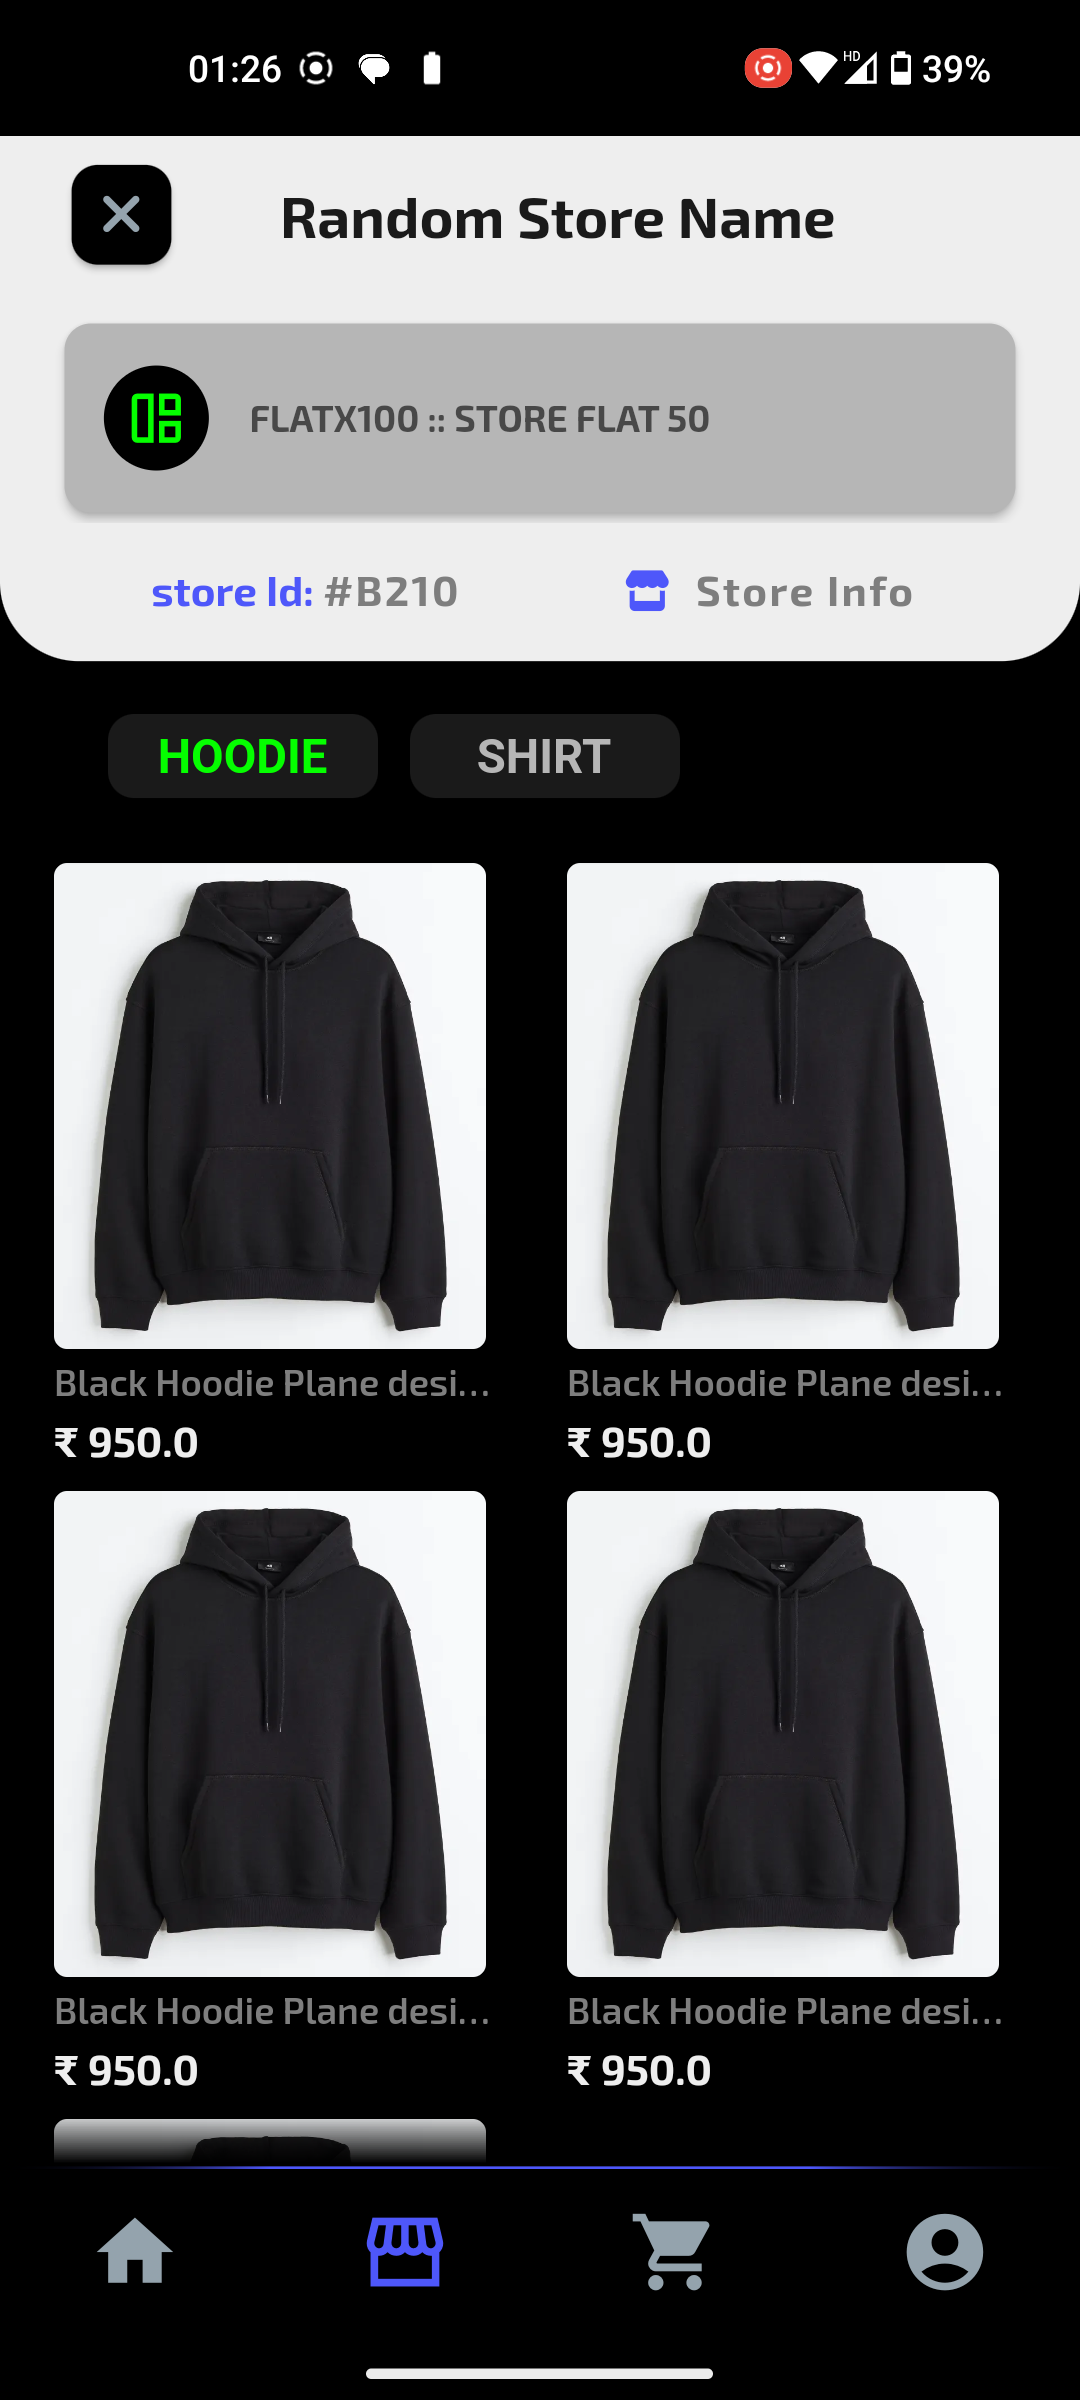 01:26
HD 39%
Random Store Name
FLATX100 :: STORE FLAT 50
store Id: #B210
Store Info
HOODIE
SHIRT
Black Hoodie Plane desi...
Black Hoodie Plane desi...
₹ 950.0
₹ 950.0
Black Hoodie Plane desi...
Black Hoodie Plane desi...
₹ 950.0
₹ 950.0